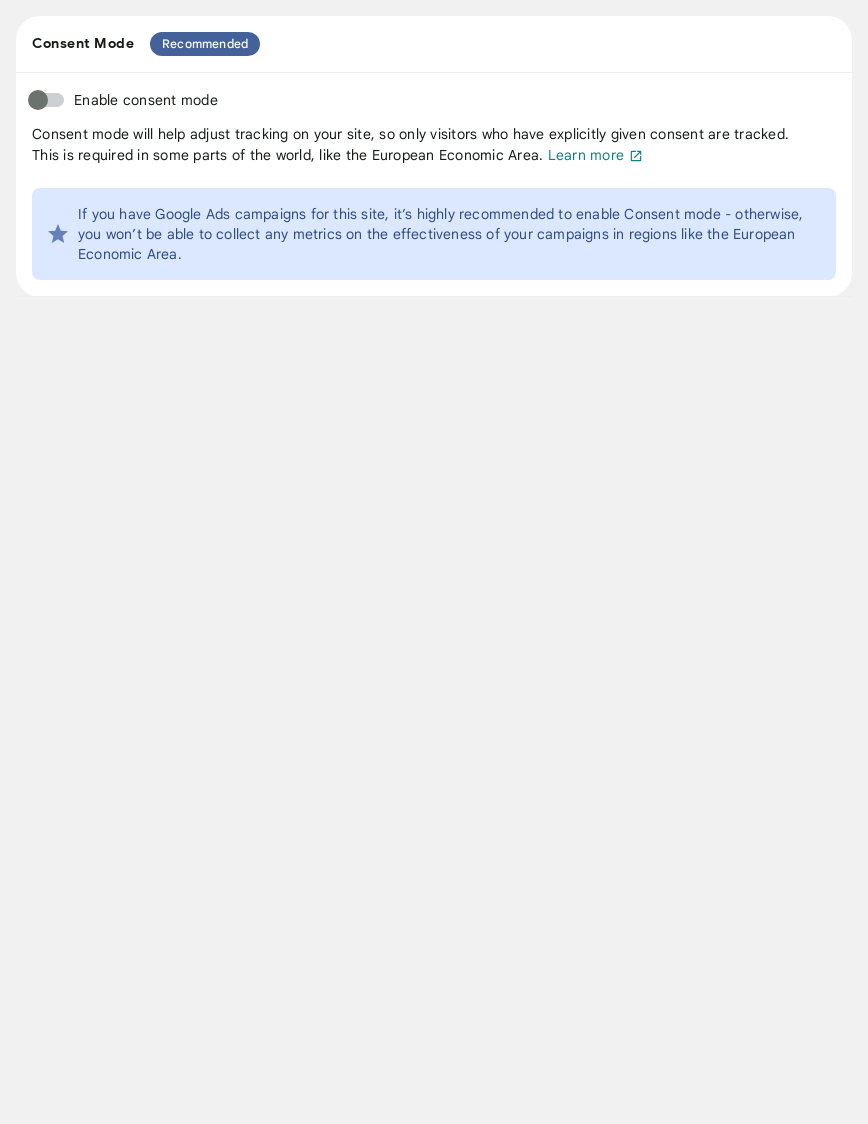 Consent Mode
Recommended
Enable consent mode
Consent mode will help adjust tracking on your site, so only visitors who have explicitly given consent are tracked.
This is required in some parts of the world, like the European Economic Area. Learn more
If you have Google Ads campaigns for this site, it’s highly recommended to enable Consent mode - otherwise,
you won’t be able to collect any metrics on the effectiveness of your campaigns in regions like the European
Economic Area.